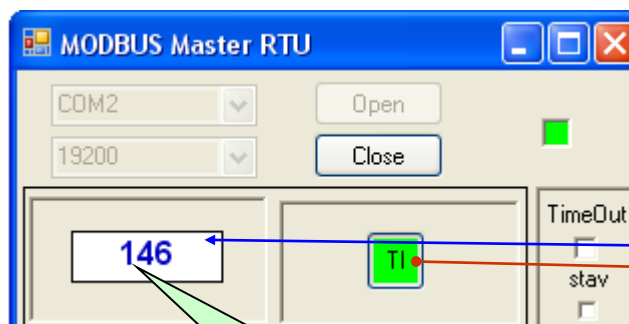 MODBUS Master RTU
COM2
Open
19200
Close
TimeOut
146
TI
stav